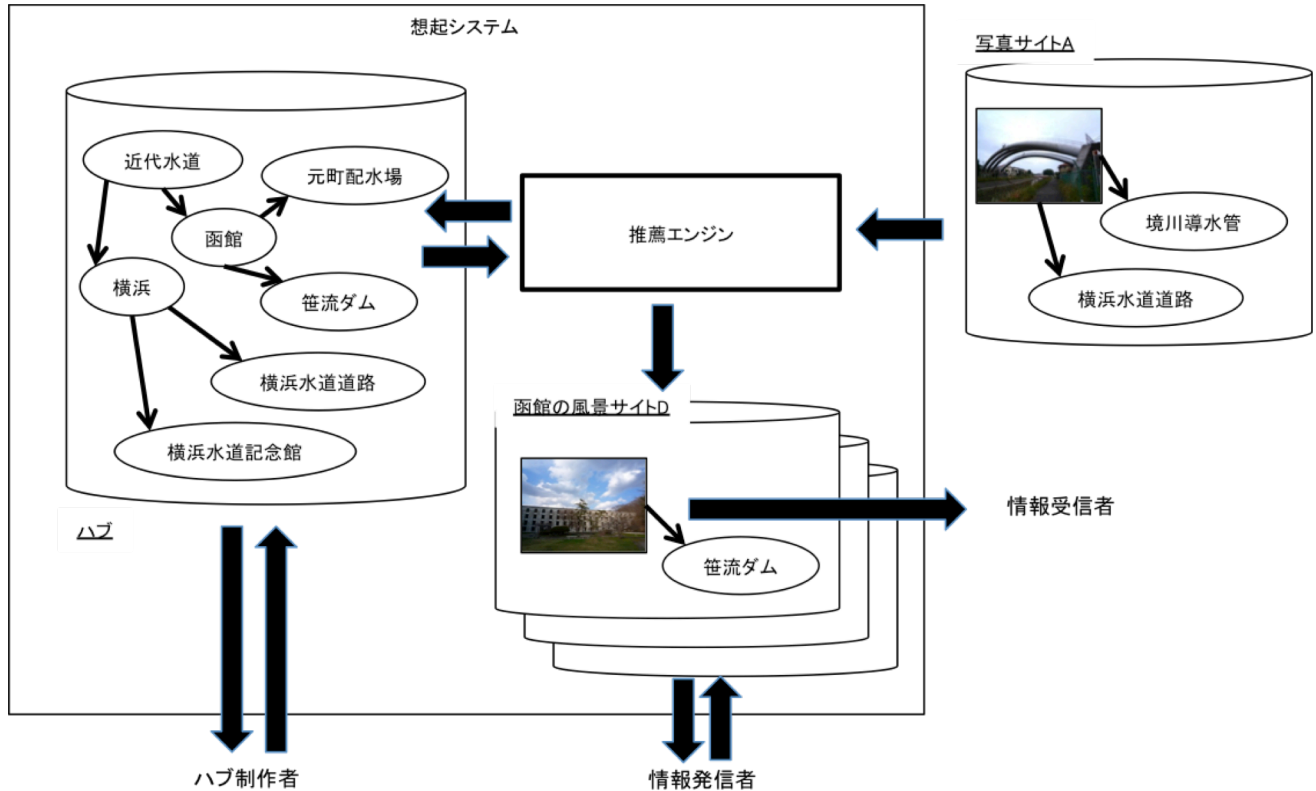 想起システム
写真サイトA
近代水道
元町配水場
函館
横浜
笹流ダム
横浜水道道路
横浜水道記念館
ハブ
推薦エンジン
境川導水管
横浜水道道路
函館の風景サイトD
笹流ダム
情報受信者
ハブ制作者
情報発信者